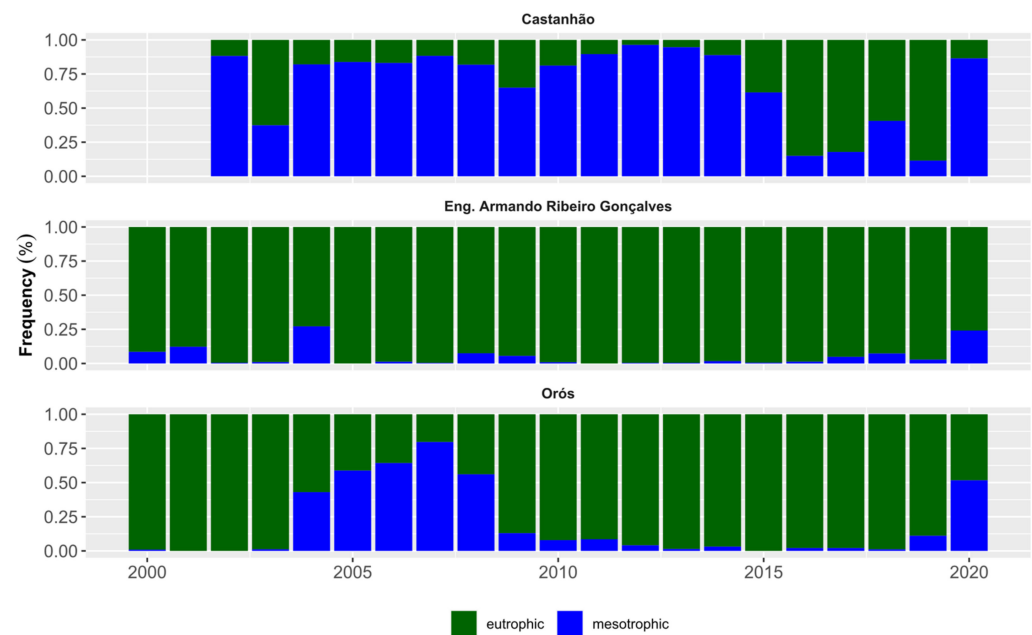 Castanhão
1.00
0.75
0.50
0.25
0.00
Eng. Armando Ribeiro Gonçalves
1.00
0.75
0.50
0.25
0.00
Frequency (%)
Orós
1.00
0.75
0.50
0.25
0.00
2000 2005 2010 2015 2020
eutrophic mesotrophic